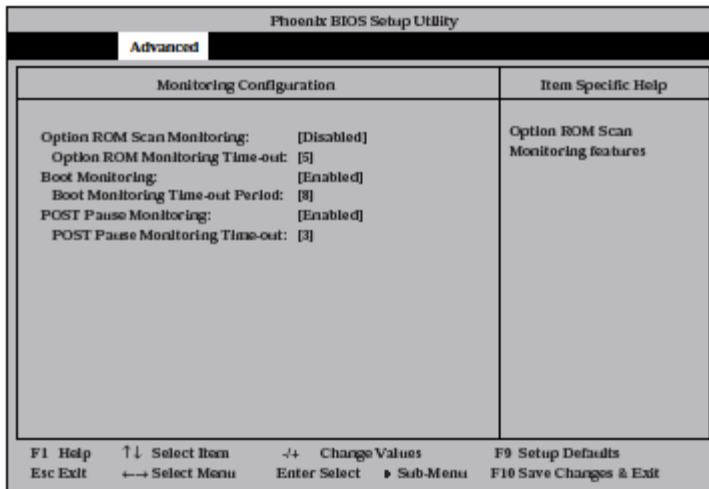 Phoenix BIOS Setup Utility
Advanced
Monitoring Configuration
Item Specific Help
Option ROM Scan Monitoring: [Disabled]
Option ROM Monitoring Time-out: [5]
Boot Monitoring: [Enabled]
Boot Monitoring Time-out Period: [8]
POST Pause Monitoring: [Enabled]
POST Pause Monitoring Time-out: [3]
Option ROM Scan
Monitoring features
F1 Help ↑↓ Select Item -/+ Change Values F9 Setup Defaults
Esc Exit ←→ Select Menu Enter Select ▸ Sub-Menu F10 Save Changes & Exit